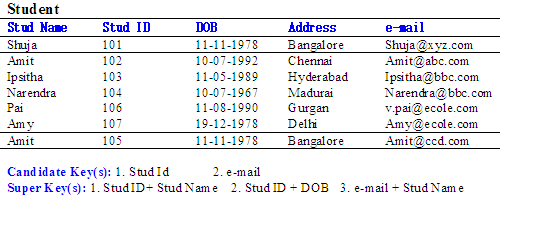 Student
Stud Name Stud ID DOB Address e-mail
Shuja 101 11-11-1978 Bangalore Shuja@xyz.com
Amit 102 10-07-1992 Chennai Amit@abc.com
Ipsitha 103 11-05-1989 Hyderabad Ipsitha@bbc.com
Narendra 104 10-07-1967 Madurai Narendra@bbc.com
Pai 106 11-08-1990 Gurgan v.pai@ecole.com
Amy 107 19-12-1978 Delhi Amy@ecole.com
Amit 105 11-11-1978 Bangalore Amit@ccd.com
Candidate Key(s): 1. Stud Id 2. e-mail
Super Key(s): 1. Stud ID+ Stud Name 2. Stud ID + DOB 3. e-mail + Stud Name